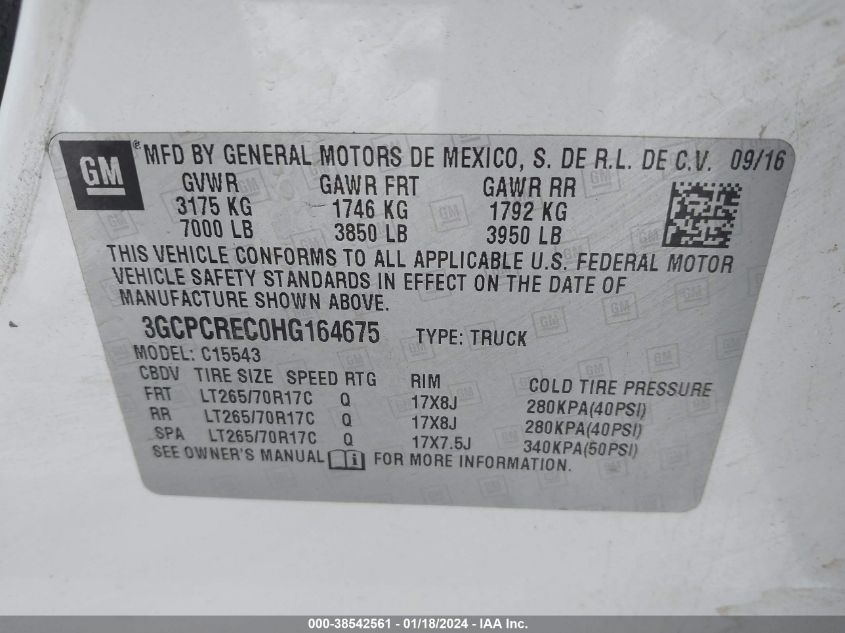 GM ® MFD BY GENERAL MOTORS DE MEXICO, S. DE R.L. DE C.V. 09/16
GVWR GAWR FRT GAWR RR
3175 KG 1746 KG 1792 KG
7000 LB 3850 LB 3950 LB
THIS VEHICLE CONFORMS TO ALL APPLICABLE U.S. FEDERAL MOTOR
VEHICLE SAFETY STANDARDS IN EFFECT ON THE DATE OF
MANUFACTURE SHOWN ABOVE.
3GCPCREC0HG164675 TYPE: TRUCK
MODEL: C15543
CBDV TIRE SIZE SPEED RTG RIM COLD TIRE PRESSURE
FRT LT265/70R17C Q 17X8J 280KPA(40PSI)
RR LT265/70R17C Q 17X8J 280KPA(40PSI)
SPA LT265/70R17C Q 17X7.5J 340KPA(50PSI)
SEE OWNER'S MANUAL FOR MORE INFORMATION.
000-38542561 - 01/18/2024 - IAA Inc.